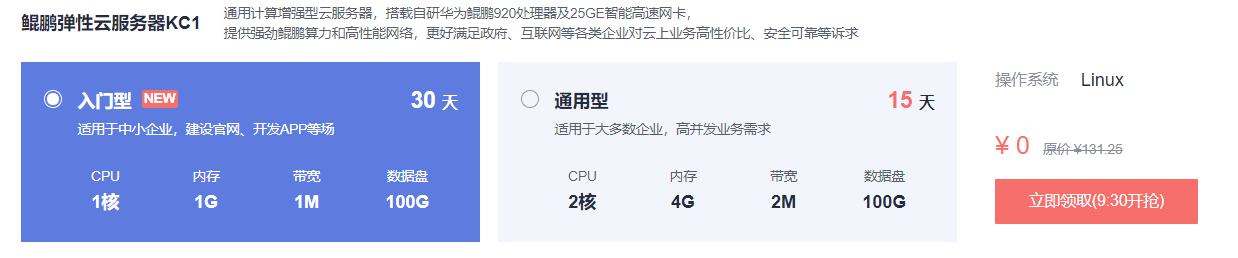 鲲鹏弹性云服务器KC1
通用计算增强型云服务器，搭载自研华为鲲鹏920处理器及25GE智能高速网卡，
提供强劲鲲鹏算力和高性能网络，更好满足政府、互联网等各类企业对云上业务高性价比、安全可靠等诉求
入门型 NEW 30 天
适用于中小企业，建设官网、开发APP等场
CPU 内存 带宽 数据盘
1核 1G 1M 100G
通用型 15 天
适用于大多数企业，高并发业务需求
CPU 内存 带宽 数据盘
2核 4G 2M 100G
操作系统 Linux
¥ 0 原价 ¥131.25
立即领取(9:30开抢)